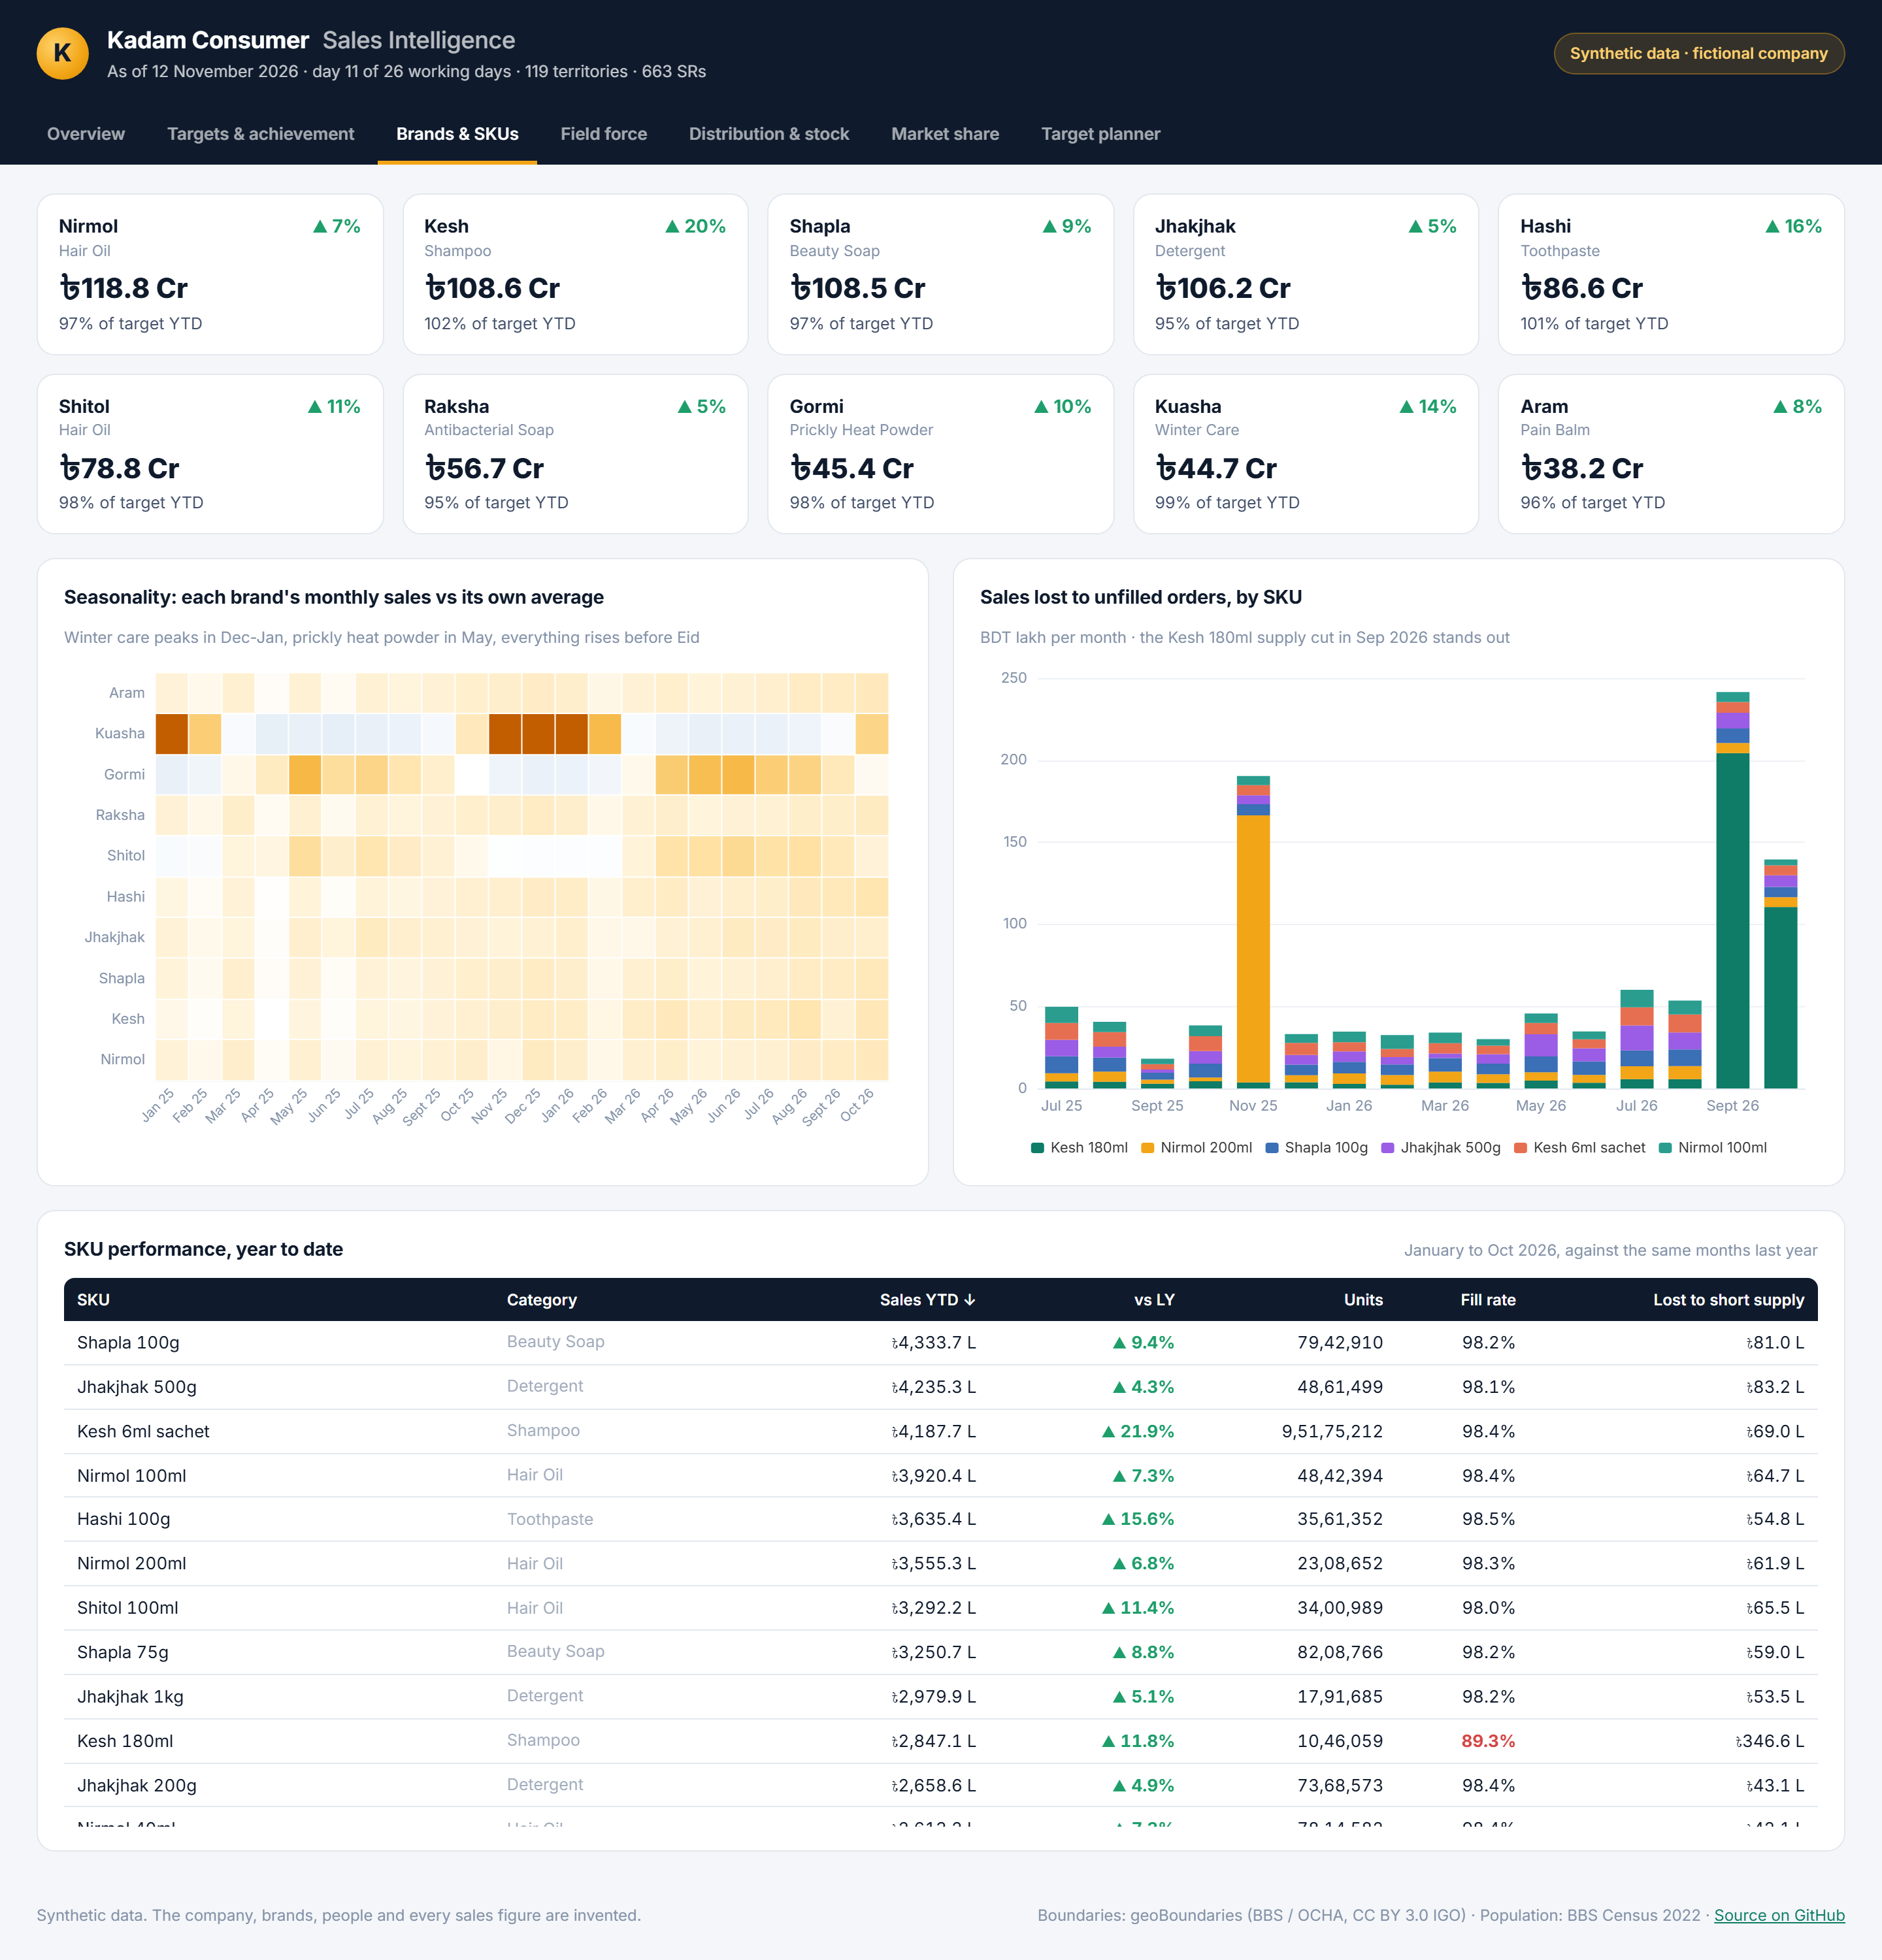 K
Kadam Consumer Sales Intelligence
As of 12 November 2026 · day 11 of 26 working days · 119 territories · 663 SRs
Synthetic data · fictional company
Overview Targets & achievement Brands & SKUs Field force Distribution & stock Market share Target planner
Nirmol ▲ 7%
Hair Oil
৳118.8 Cr
97% of target YTD
Kesh ▲ 20%
Shampoo
৳108.6 Cr
102% of target YTD
Shapla ▲ 9%
Beauty Soap
৳108.5 Cr
97% of target YTD
Jhakjhak ▲ 5%
Detergent
৳106.2 Cr
95% of target YTD
Hashi ▲ 16%
Toothpaste
৳86.6 Cr
101% of target YTD
Shitol ▲ 11%
Hair Oil
৳78.8 Cr
98% of target YTD
Raksha ▲ 5%
Antibacterial Soap
৳56.7 Cr
95% of target YTD
Gormi ▲ 10%
Prickly Heat Powder
৳45.4 Cr
98% of target YTD
Kuasha ▲ 14%
Winter Care
৳44.7 Cr
99% of target YTD
Aram ▲ 8%
Pain Balm
৳38.2 Cr
96% of target YTD
Seasonality: each brand's monthly sales vs its own average
Winter care peaks in Dec-Jan, prickly heat powder in May, everything rises before Eid
Aram
Kuasha
Gormi
Raksha
Shitol
Hashi
Jhakjhak
Shapla
Kesh
Nirmol
Jan 25 Feb 25 Mar 25 Apr 25 May 25 Jun 25 Jul 25 Aug 25 Sept 25 Oct 25 Nov 25 Dec 25 Jan 26 Feb 26 Mar 26 Apr 26 May 26 Jun 26 Jul 26 Aug 26 Sept 26 Oct 26
Sales lost to unfilled orders, by SKU
BDT lakh per month · the Kesh 180ml supply cut in Sep 2026 stands out
250
200
150
100
50
0
Jul 25 Sept 25 Nov 25 Jan 26 Mar 26 May 26 Jul 26 Sept 26
Kesh 180ml Nirmol 200ml Shapla 100g Jhakjhak 500g Kesh 6ml sachet Nirmol 100ml
SKU performance, year to date
January to Oct 2026, against the same months last year
SKU Category Sales YTD ↓ vs LY Units Fill rate Lost to short supply
Shapla 100g Beauty Soap ৳4,333.7 L ▲ 9.4% 79,42,910 98.2% ৳81.0 L
Jhakjhak 500g Detergent ৳4,235.3 L ▲ 4.3% 48,61,499 98.1% ৳83.2 L
Kesh 6ml sachet Shampoo ৳4,187.7 L ▲ 21.9% 9,51,75,212 98.4% ৳69.0 L
Nirmol 100ml Hair Oil ৳3,920.4 L ▲ 7.3% 48,42,394 98.4% ৳64.7 L
Hashi 100g Toothpaste ৳3,635.4 L ▲ 15.6% 35,61,352 98.5% ৳54.8 L
Nirmol 200ml Hair Oil ৳3,555.3 L ▲ 6.8% 23,08,652 98.3% ৳61.9 L
Shitol 100ml Hair Oil ৳3,292.2 L ▲ 11.4% 34,00,989 98.0% ৳65.5 L
Shapla 75g Beauty Soap ৳3,250.7 L ▲ 8.8% 82,08,766 98.2% ৳59.0 L
Jhakjhak 1kg Detergent ৳2,979.9 L ▲ 5.1% 17,91,685 98.2% ৳53.5 L
Kesh 180ml Shampoo ৳2,847.1 L ▲ 11.8% 10,46,059 89.3% ৳346.6 L
Jhakjhak 200g Detergent ৳2,658.6 L ▲ 4.9% 73,68,573 98.4% ৳43.1 L
Synthetic data. The company, brands, people and every sales figure are invented.
Boundaries: geoBoundaries (BBS / OCHA, CC BY 3.0 IGO) · Population: BBS Census 2022 · Source on GitHub